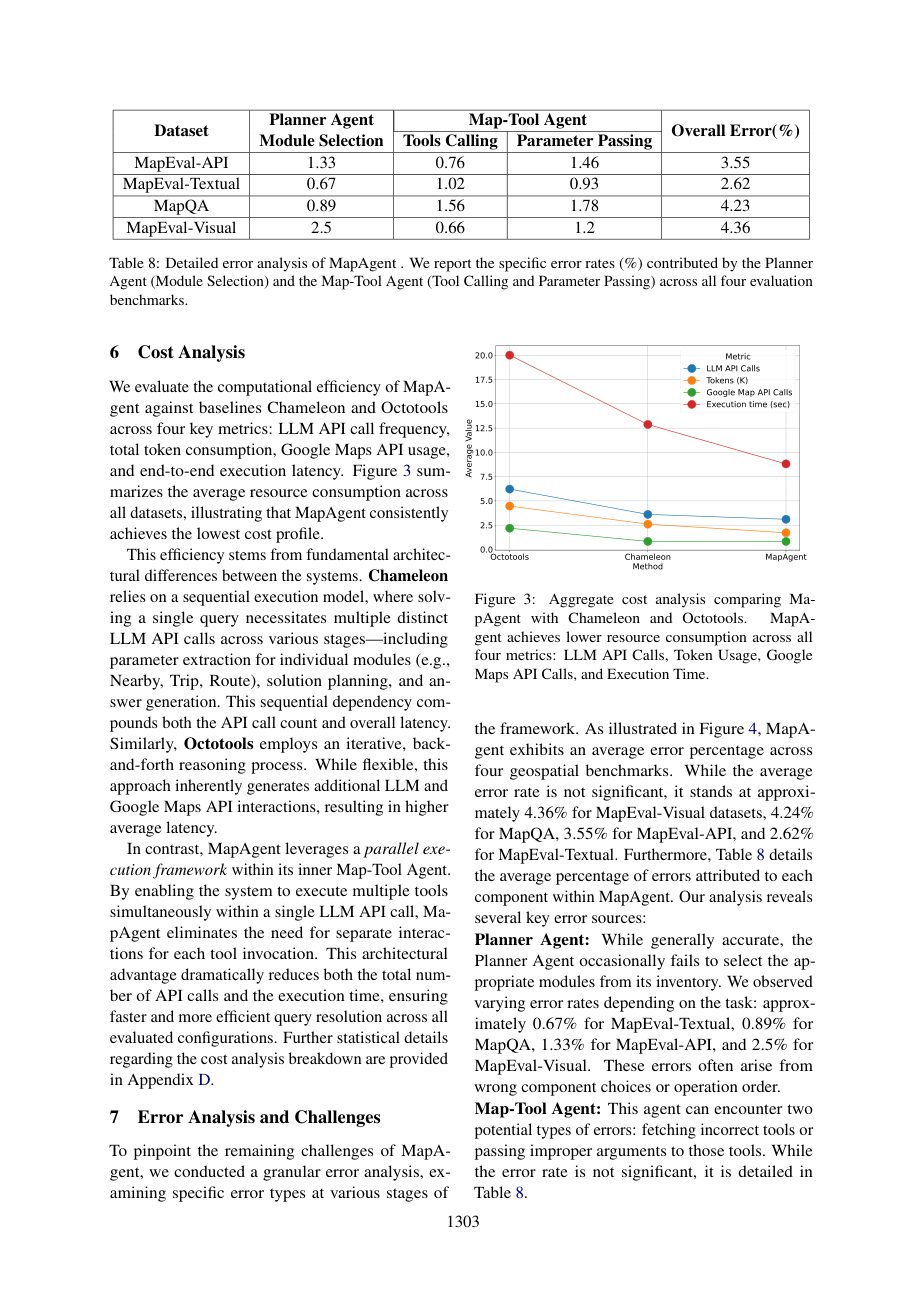 Dataset
Planner Agent
Module Selection
Map-Tool Agent
Tools Calling
Parameter Passing
Overall Error(%)
MapEval-API 1.33 0.76 1.46 3.55
MapEval-Textual 0.67 1.02 0.93 2.62
MapQA 0.89 1.56 1.78 4.23
MapEval-Visual 2.5 0.66 1.2 4.36
Table 8: Detailed error analysis of MapAgent . We report the specific error rates (%) contributed by the Planner
Agent (Module Selection) and the Map-Tool Agent (Tool Calling and Parameter Passing) across all four evaluation
benchmarks.
6 Cost Analysis
We evaluate the computational efficiency of MapA-
gent against baselines Chameleon and Octotools
across four key metrics: LLM API call frequency,
total token consumption, Google Maps API usage,
and end-to-end execution latency. Figure 3 sum-
marizes the average resource consumption across
all datasets, illustrating that MapAgent consistently
achieves the lowest cost profile.
This efficiency stems from fundamental architec-
tural differences between the systems. Chameleon
relies on a sequential execution model, where solv-
ing a single query necessitates multiple distinct
LLM API calls across various stages—including
parameter extraction for individual modules (e.g.,
Nearby, Trip, Route), solution planning, and an-
swer generation. This sequential dependency com-
pounds both the API call count and overall latency.
Similarly, Octotools employs an iterative, back-
and-forth reasoning process. While flexible, this
approach inherently generates additional LLM and
Google Maps API interactions, resulting in higher
average latency.
In contrast, MapAgent leverages a parallel exe-
cution framework within its inner Map-Tool Agent.
By enabling the system to execute multiple tools
simultaneously within a single LLM API call, Ma-
pAgent eliminates the need for separate interac-
tions for each tool invocation. This architectural
advantage dramatically reduces both the total num-
ber of API calls and the execution time, ensuring
faster and more efficient query resolution across all
evaluated configurations. Further statistical details
regarding the cost analysis breakdown are provided
in Appendix D.
7 Error Analysis and Challenges
To pinpoint the remaining challenges of MapA-
gent, we conducted a granular error analysis, ex-
amining specific error types at various stages of
Average Value
20.0
17.5
15.0
12.5
10.0
7.5
5.0
2.5
0.0
Metric
LLM API Calls
Tokens (K)
Google Map API Calls
Execution time (sec)
Octotools Chameleon MapAgent
Method
Figure 3: Aggregate cost analysis comparing Ma-
pAgent with Chameleon and Octotools. MapA-
gent achieves lower resource consumption across all
four metrics: LLM API Calls, Token Usage, Google
Maps API Calls, and Execution Time.
the framework. As illustrated in Figure 4, MapA-
gent exhibits an average error percentage across
four geospatial benchmarks. While the average
error rate is not significant, it stands at approxi-
mately 4.36% for MapEval-Visual datasets, 4.24%
for MapQA, 3.55% for MapEval-API, and 2.62%
for MapEval-Textual. Furthermore, Table 8 details
the average percentage of errors attributed to each
component within MapAgent. Our analysis reveals
several key error sources:
Planner Agent: While generally accurate, the
Planner Agent occasionally fails to select the ap-
propriate modules from its inventory. We observed
varying error rates depending on the task: approx-
imately 0.67% for MapEval-Textual, 0.89% for
MapQA, 1.33% for MapEval-API, and 2.5% for
MapEval-Visual. These errors often arise from
wrong component choices or operation order.
Map-Tool Agent: This agent can encounter two
potential types of errors: fetching incorrect tools or
passing improper arguments to those tools. While
the error rate is not significant, it is detailed in
Table 8.
1303